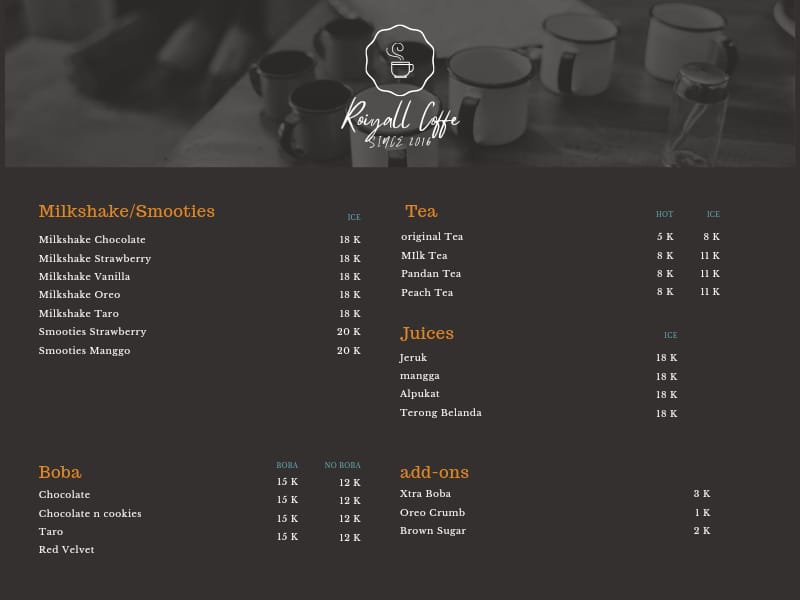 Roiyall Coffe
SINCE 2016
Milkshake/Smooties ICE
Milkshake Chocolate 18 K
Milkshake Strawberry 18 K
Milkshake Vanilla 18 K
Milkshake Oreo 18 K
Milkshake Taro 18 K
Smooties Strawberry 20 K
Smooties Manggo 20 K
Tea HOT ICE
original Tea 5 K 8 K
MIlk Tea 8 K 11 K
Pandan Tea 8 K 11 K
Peach Tea 8 K 11 K
Juices ICE
Jeruk 18 K
mangga 18 K
Alpukat 18 K
Terong Belanda 18 K
Boba BOBA NO BOBA
Chocolate 15 K 12 K
Chocolate n cookies 15 K 12 K
Taro 15 K 12 K
Red Velvet 15 K 12 K
add-ons
Xtra Boba 3 K
Oreo Crumb 1 K
Brown Sugar 2 K